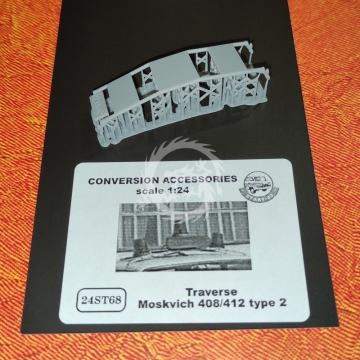 CONVERSION ACCESSORIES
scale 1:24
Traverse
24ST68
Moskvich 408/412 type 2